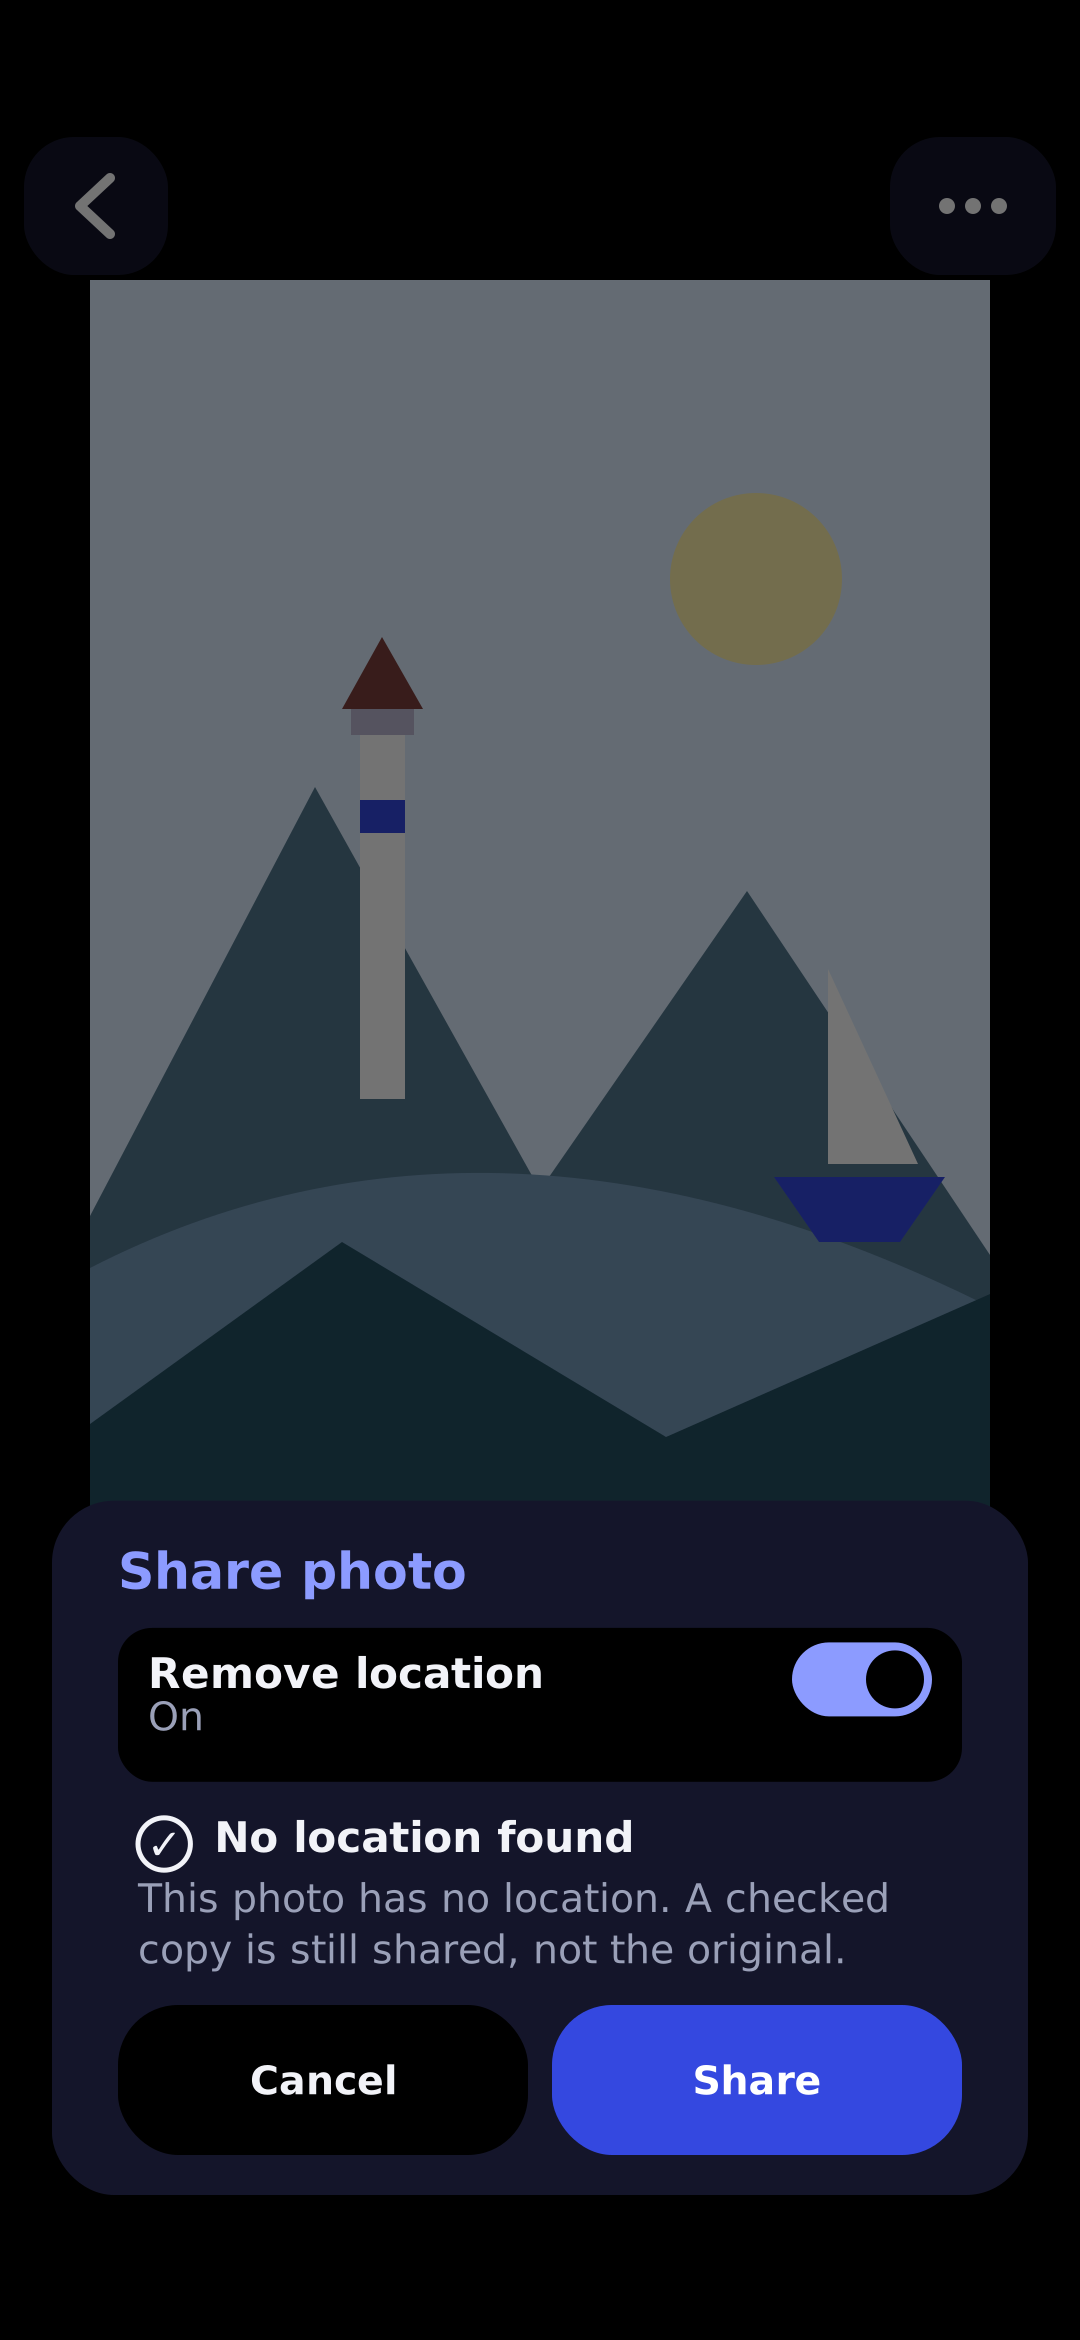 Share photo
Remove location
On
No location found
This photo has no location. A checked
copy is still shared, not the original.
Cancel
Share